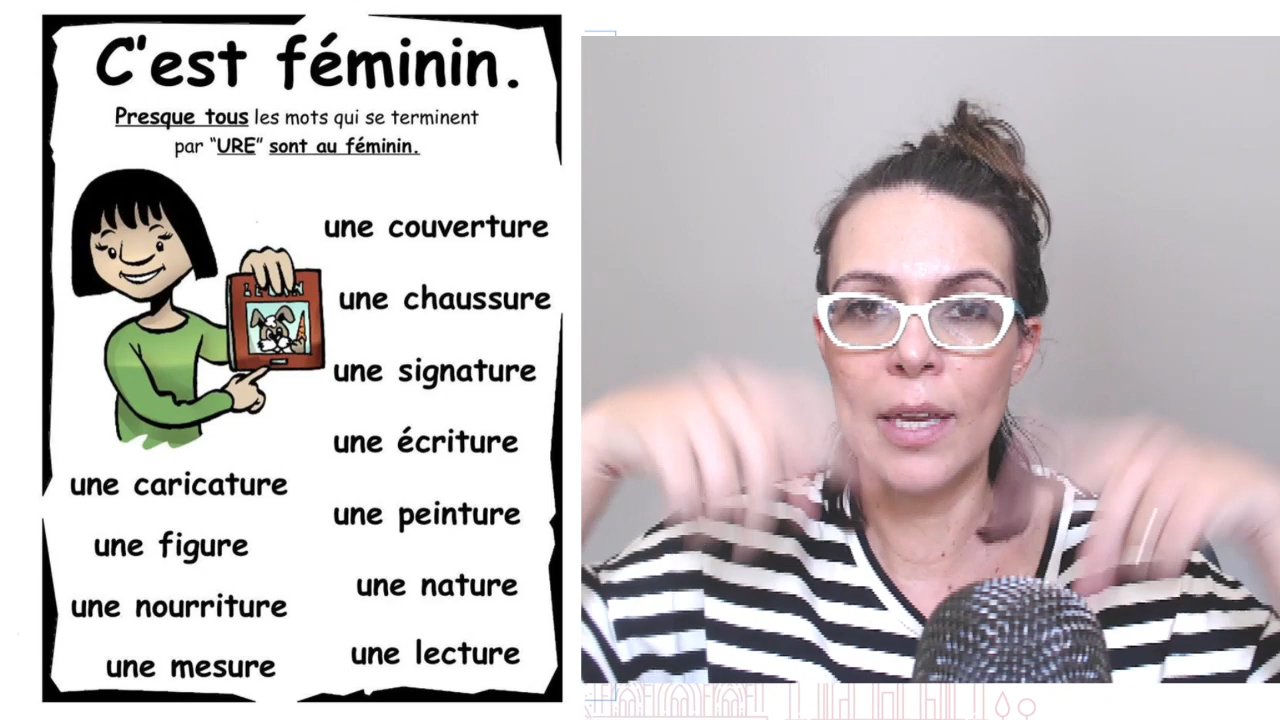 C'est féminin.
Presque tous les mots qui se terminent
par "URE" sont au féminin.
une couverture
une chaussure
une signature
une écriture
une peinture
une nature
une lecture
une caricature
une figure
une nourriture
une mesure